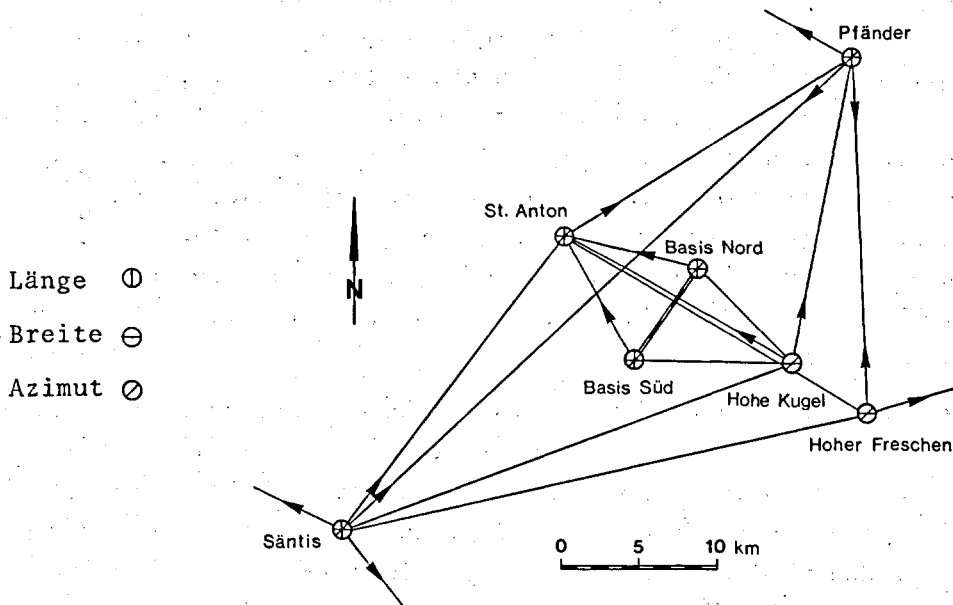 Pfänder
St. Anton
Basis Nord
N
Länge
Breite
Azimut
Basis Süd
Hohe Kugel
Hoher Freschen
Säntis
0 5 10 km